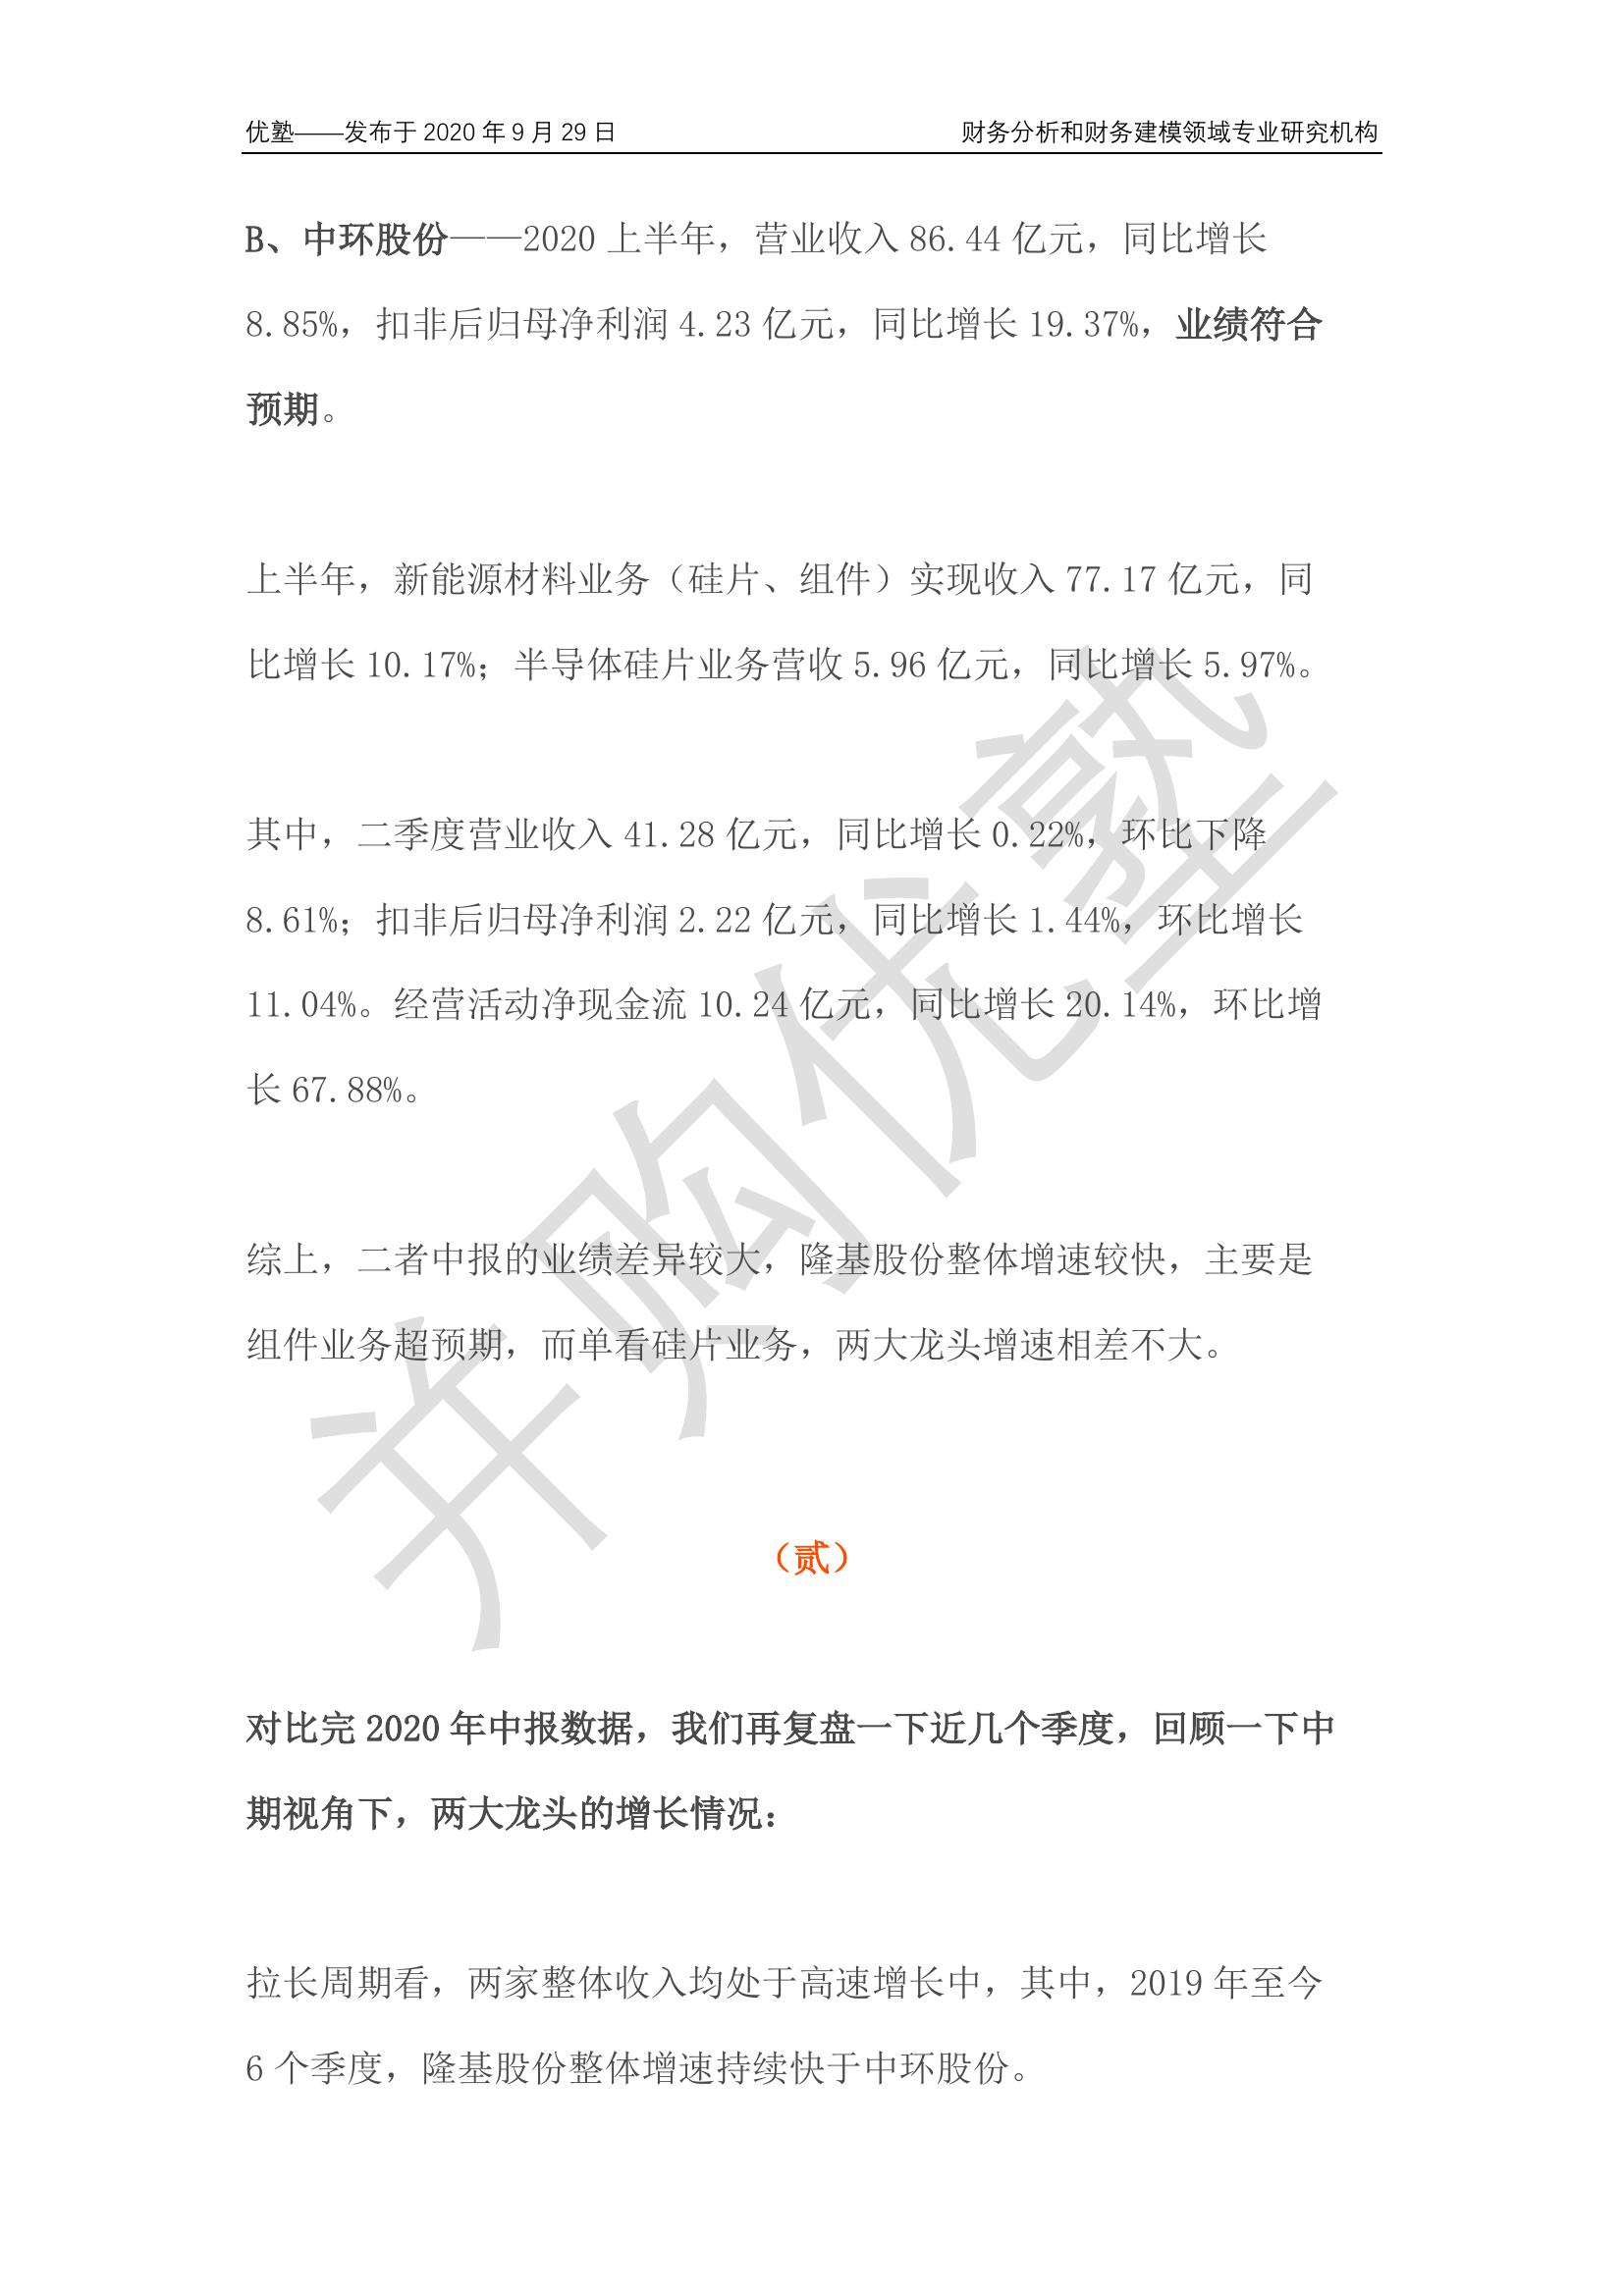 优塾——发布于 2020 年 9 月 29 日 财务分析和财务建模领域专业研究机构
B、中环股份——2020 上半年，营业收入 86.44 亿元，同比增长
8.85%，扣非后归母净利润 4.23 亿元，同比增长 19.37%，业绩符合
预期。
上半年，新能源材料业务（硅片、组件）实现收入 77.17 亿元，同
比增长 10.17%；半导体硅片业务营收 5.96 亿元，同比增长 5.97%。
其中，二季度营业收入 41.28 亿元，同比增长 0.22%，环比下降
8.61%；扣非后归母净利润 2.22 亿元，同比增长 1.44%，环比增长
11.04%。经营活动净现金流 10.24 亿元，同比增长 20.14%，环比增
长 67.88%。
综上，二者中报的业绩差异较大，隆基股份整体增速较快，主要是
组件业务超预期，而单看硅片业务，两大龙头增速相差不大。
（贰）
对比完 2020 年中报数据，我们再复盘一下近几个季度，回顾一下中
期视角下，两大龙头的增长情况：
拉长周期看，两家整体收入均处于高速增长中，其中，2019 年至今
6 个季度，隆基股份整体增速持续快于中环股份。
并购优塾